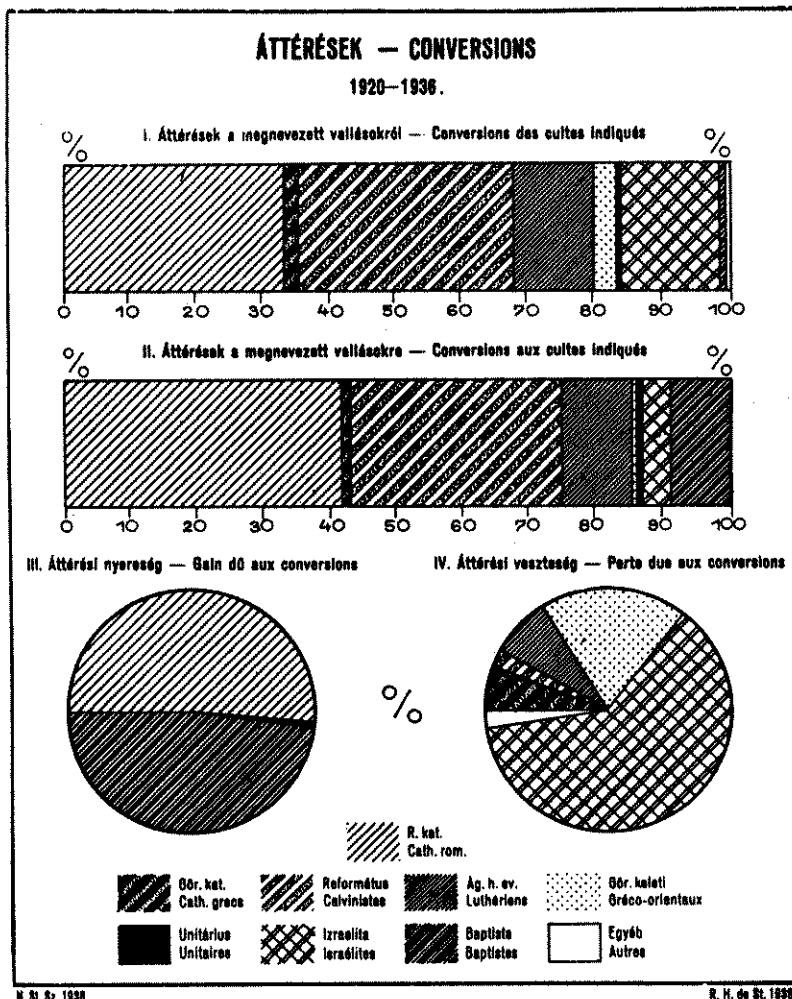 ÁTTÉRÉSEK — CONVERSIONS
1920—1936.
I. Áttérések a megnevezett vallásokról — Conversions des cultes indiqués
% %
0 10 20 30 40 50 60 70 80 90 100
II. Áttérések a megnevezett vallásokre — Conversions aux cultes indiqués
% %
0 10 20 30 40 50 60 70 80 90 100
III. Áttérési nyereség — Gain dû aux conversions
IV. Áttérési veszteség — Perte due aux conversions
%
R. kat.
Cath. rom.
Gör. kat.
Cath. grecs
Református
Calvinistes
Ág. h. ev.
Luthériens
Gör. keleti
Gréco-orientaux
Unitárius
Unitaires
Izraelita
Israélites
Baptista
Baptistes
Egyéb
Autres
M. St. Sz. 1938
R. H. de St. 1938